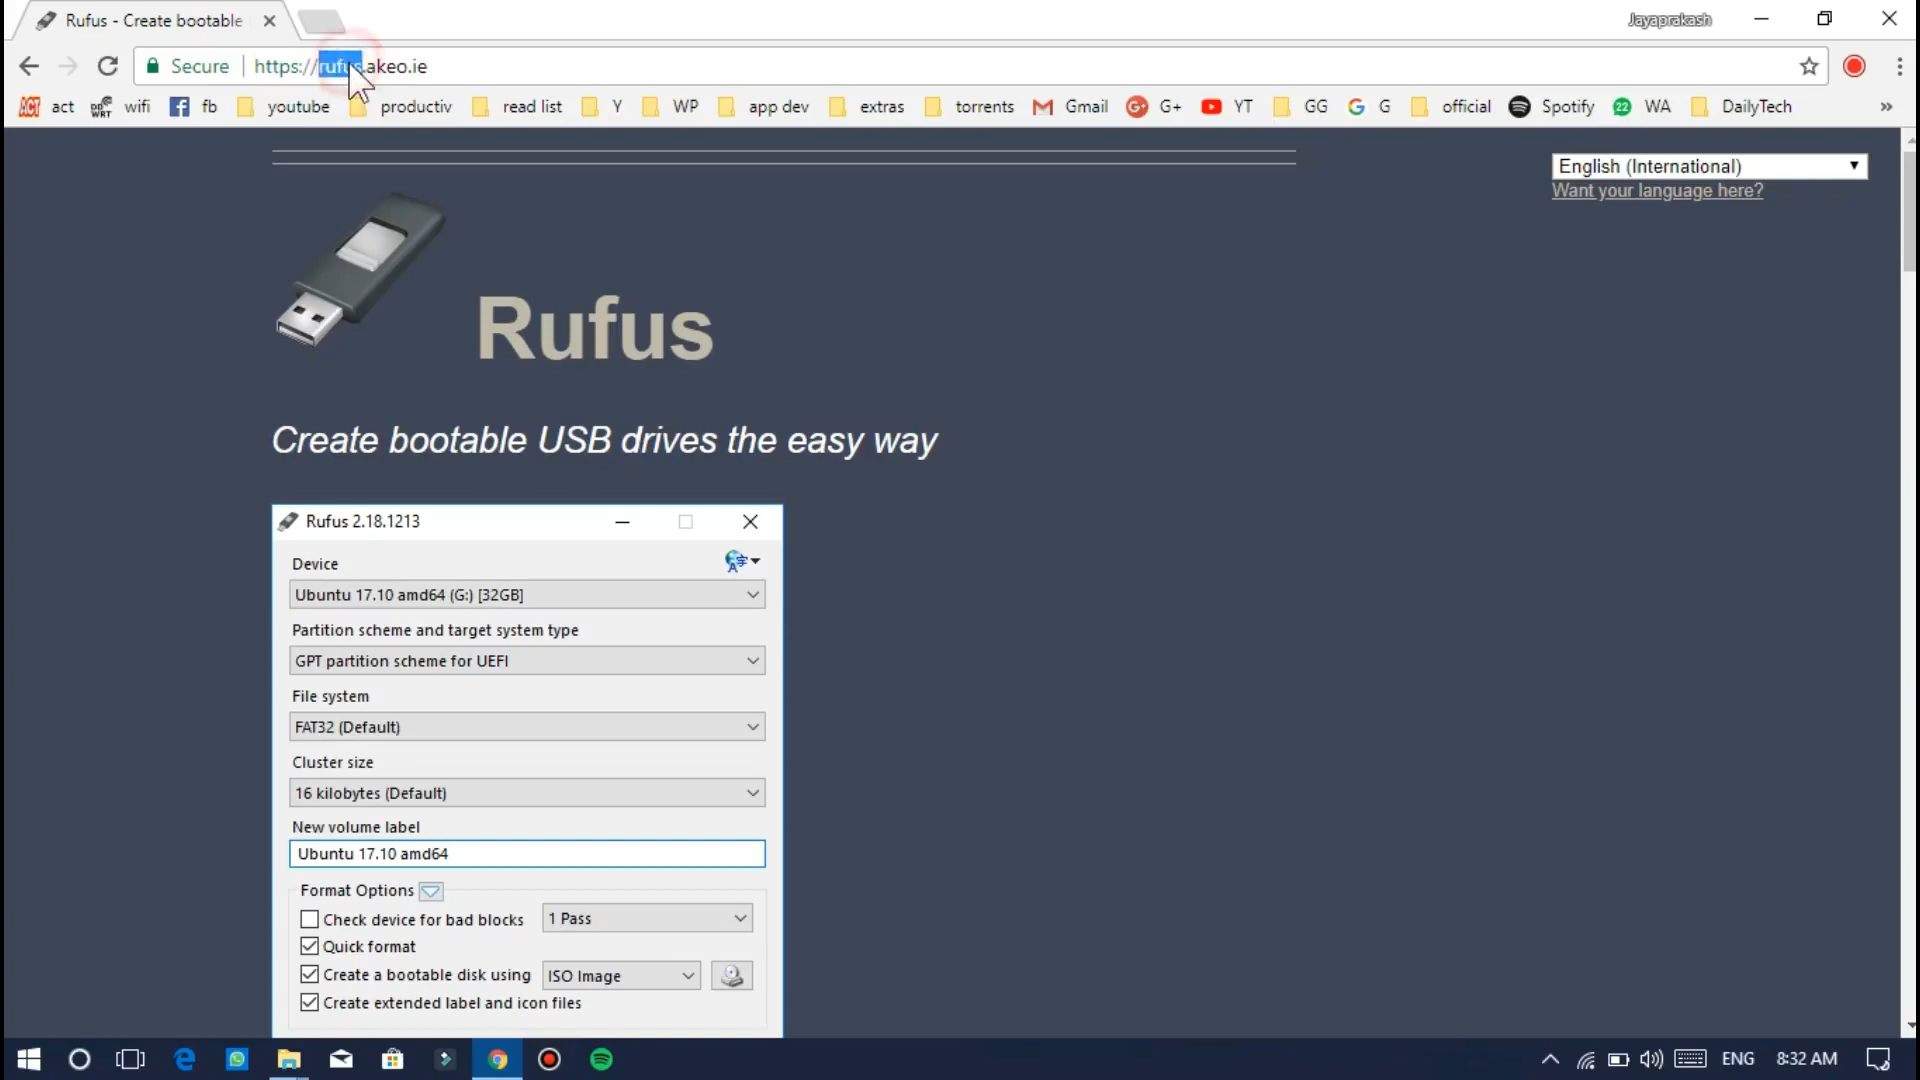 Rufus - Create bootable
Jayaprakash
Secure https://rufus.akeo.ie
act wifi fb youtube productiv read list Y WP app dev extras torrents Gmail G+ YT GG G official Spotify 22 WA DailyTech »
English (International)
Want your language here?
Rufus
Create bootable USB drives the easy way
Rufus 2.18.1213
Device
Ubuntu 17.10 amd64 (G:) [32GB]
Partition scheme and target system type
GPT partition scheme for UEFI
File system
FAT32 (Default)
Cluster size
16 kilobytes (Default)
New volume label
Ubuntu 17.10 amd64
Format Options
Check device for bad blocks 1 Pass
Quick format
Create a bootable disk using ISO Image
Create extended label and icon files
ENG 8:32 AM